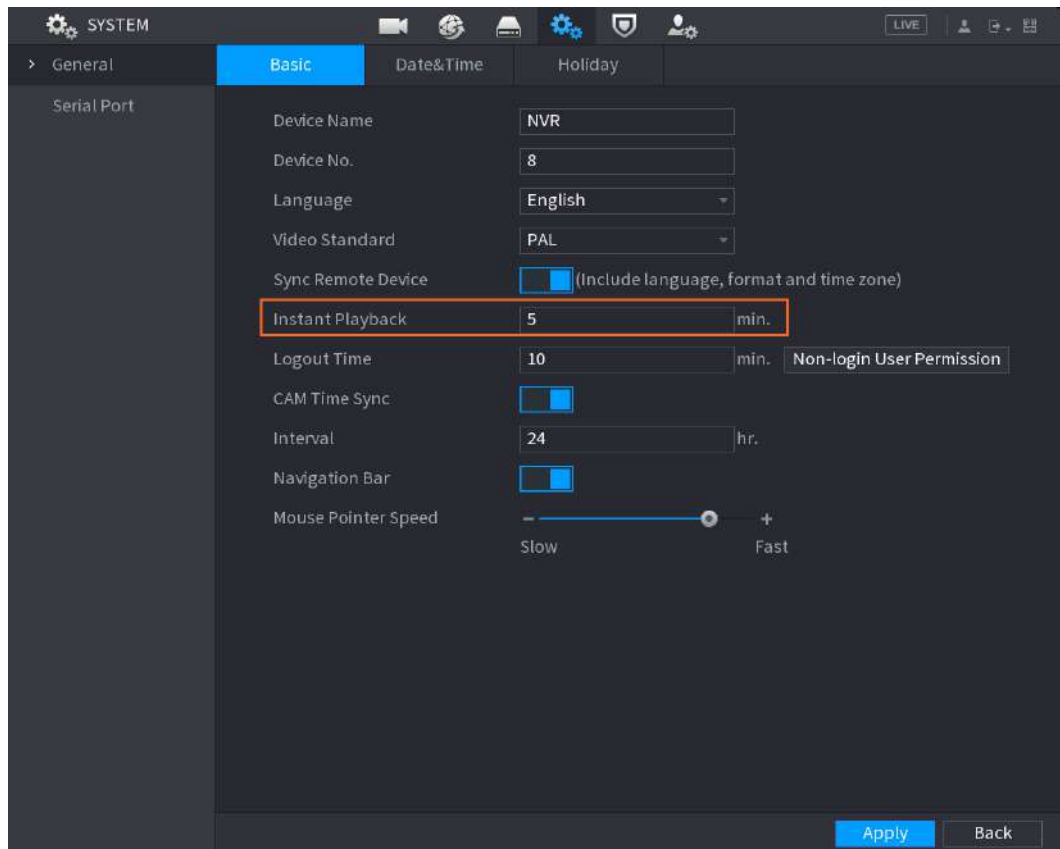 SYSTEM LIVE
> General Basic Date&Time Holiday
Serial Port
Device Name NVR
Device No. 8
Language English
Video Standard PAL
Sync Remote Device (Include language, format and time zone)
Instant Playback 5 min.
Logout Time 10 min. Non-login User Permission
CAM Time Sync
Interval 24 hr.
Navigation Bar
Mouse Pointer Speed - +
Slow Fast
Apply Back